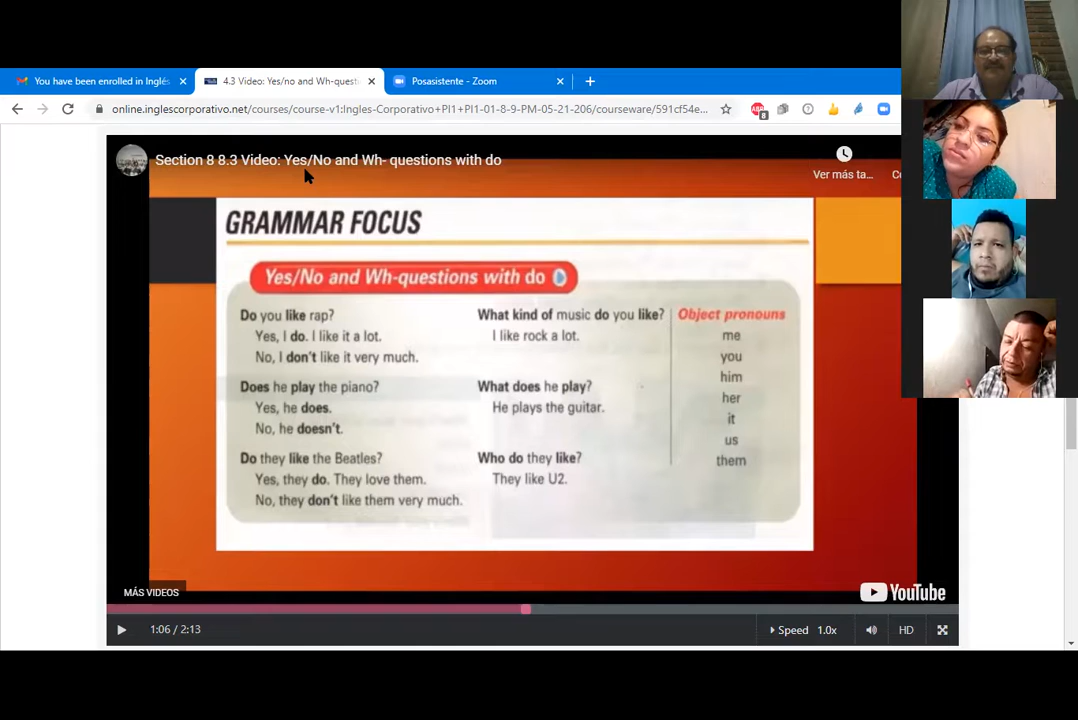 You have been enrolled in Inglés
4.3 Video: Yes/no and Wh-quest
Posasistente - Zoom
online.inglescorporativo.net/courses/course-v1:Ingles-Corporativo+PI1+PI1-01-8-9-PM-05-21-206/courseware/591cf54e...
8
Section 8 8.3 Video: Yes/No and Wh- questions with do
Ver más ta...
GRAMMAR FOCUS
Yes/No and Wh-questions with do
Do you like rap?
Yes, I do. I like it a lot.
No, I don't like it very much.
Does he play the piano?
Yes, he does.
No, he doesn't.
Do they like the Beatles?
Yes, they do. They love them.
No, they don't like them very much.
What kind of music do you like?
I like rock a lot.
What does he play?
He plays the guitar.
Who do they like?
They like U2.
Object pronouns
me
you
him
her
it
us
them
MÁS VIDEOS
YouTube
1:06 / 2:13
Speed 1.0x
HD